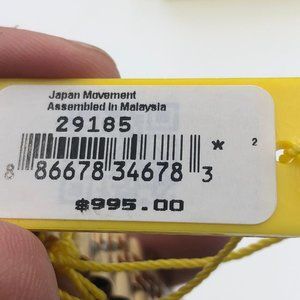 Japan Movement
Assembled in Malaysia
29185
* 2
8 86678 34678 3
$995.00